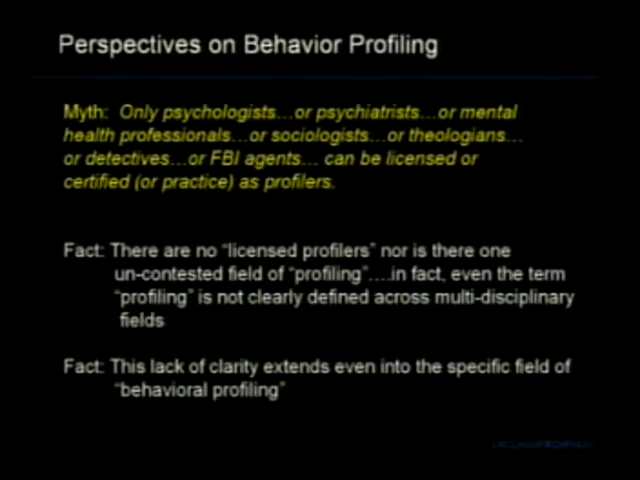 Perspectives on Behavior Profiling
Myth: Only psychologists…or psychiatrists…or mental
health professionals…or sociologists…or theologians…
or detectives…or FBI agents… can be licensed or
certified (or practice) as profilers.
Fact: There are no “licensed profilers” nor is there one
un-contested field of “profiling”….in fact, even the term
“profiling” is not clearly defined across multi-disciplinary
fields
Fact: This lack of clarity extends even into the specific field of
“behavioral profiling”